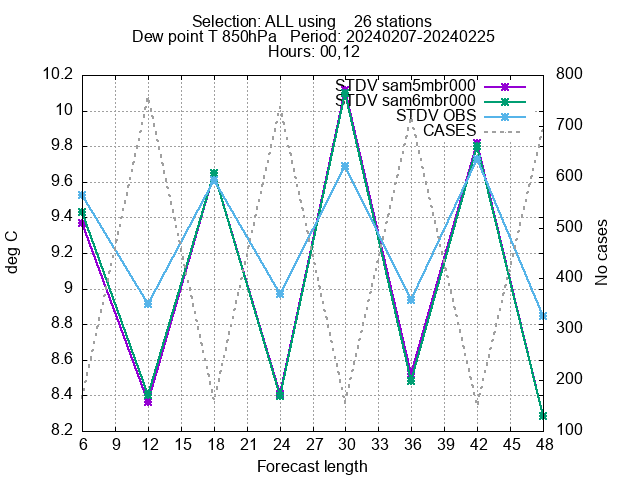 Selection: ALL using    26 stations
Dew point T 850hPa   Period: 20240207-20240225
Hours: 00,12
STDV sam5mbr000
STDV sam6mbr000
STDV OBS
CASES
10.2
10
9.8
9.6
9.4
9.2
9
8.8
8.6
8.4
8.2
deg C
800
700
600
500
400
300
200
100
No cases
6 9 12 15 18 21 24 27 30 33 36 39 42 45 48
Forecast length